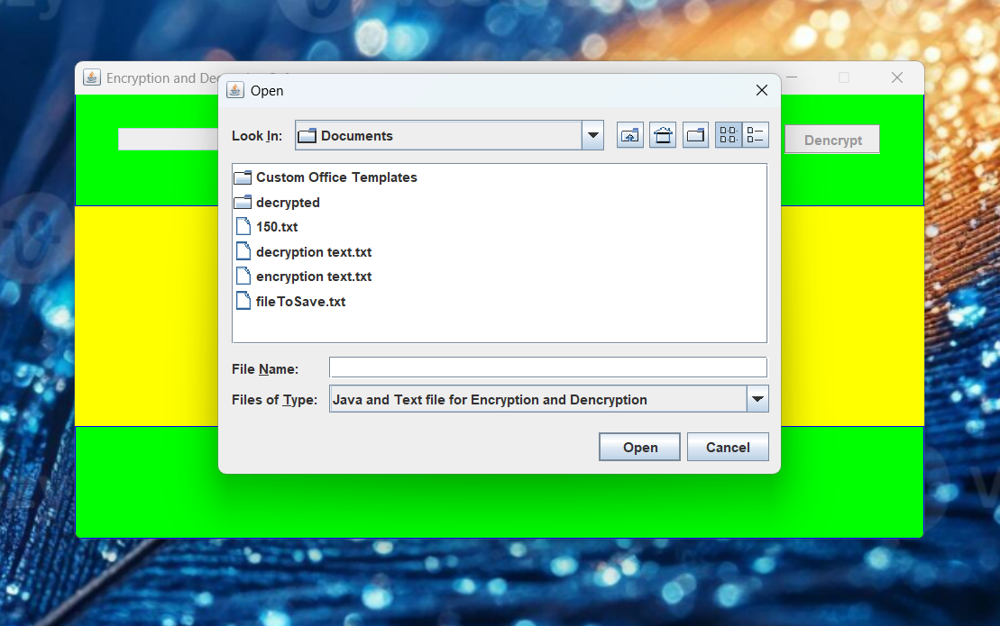 Encryption and De
Open
Look In:
Documents
Dencrypt
Custom Office Templates
decrypted
150.txt
decryption text.txt
encryption text.txt
fileToSave.txt
File Name:
Files of Type:
Java and Text file for Encryption and Dencryption
Open
Cancel